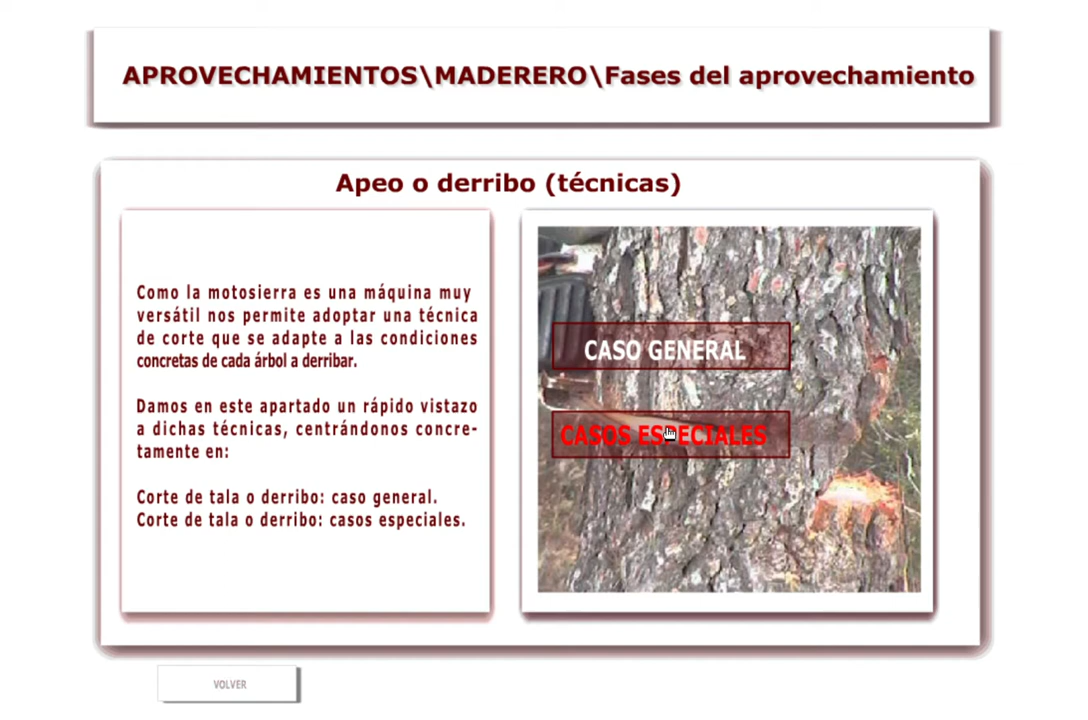 APROVECHAMIENTOS\MADERERO\Fases del aprovechamiento
Apeo o derribo (técnicas)
Como la motosierra es una máquina muy
versátil nos permite adoptar una técnica
de corte que se adapte a las condiciones
concretas de cada árbol a derribar.
Damos en este apartado un rápido vistazo
a dichas técnicas, centrándonos concre-
tamente en:
Corte de tala o derribo: caso general.
Corte de tala o derribo: casos especiales.
CASO GENERAL
CASOS ESPECIALES
VOLVER